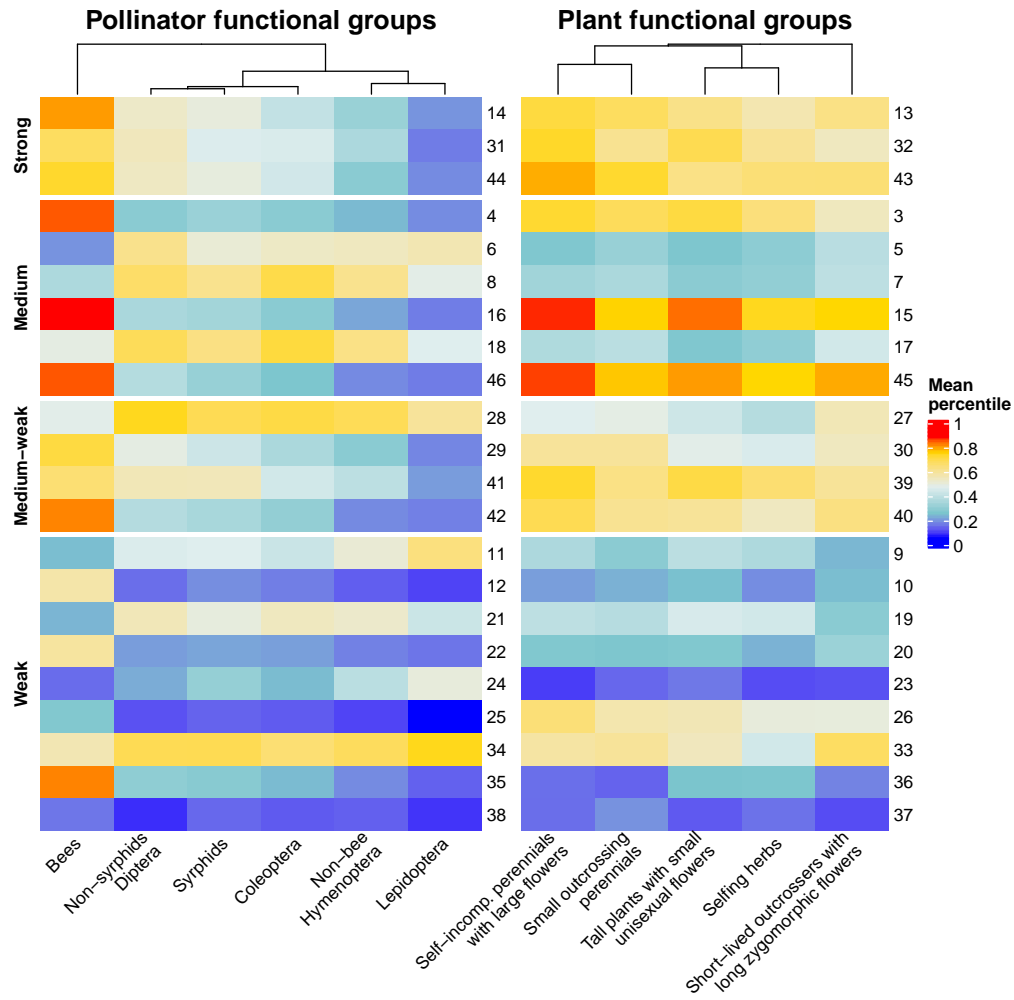 Pollinator functional groups
Plant functional groups
Strong
14
31
44
13
32
43
Medium
4
6
8
16
18
46
3
5
7
15
17
45
Medium−weak
28
29
41
42
27
30
39
40
Weak
11
12
21
22
24
25
34
35
38
9
10
19
20
23
26
33
36
37
Mean
percentile
1
0.8
0.6
0.4
0.2
0
Bees
Non−syrphids
Diptera
Syrphids
Coleoptera
Non−bee
Hymenoptera
Lepidoptera
Self−incomp. perennials
with large flowers
Small outcrossing
perennials
Tall plants with small
unisexual flowers
Selfing herbs
Short−lived outcrossers with
long zygomorphic flowers